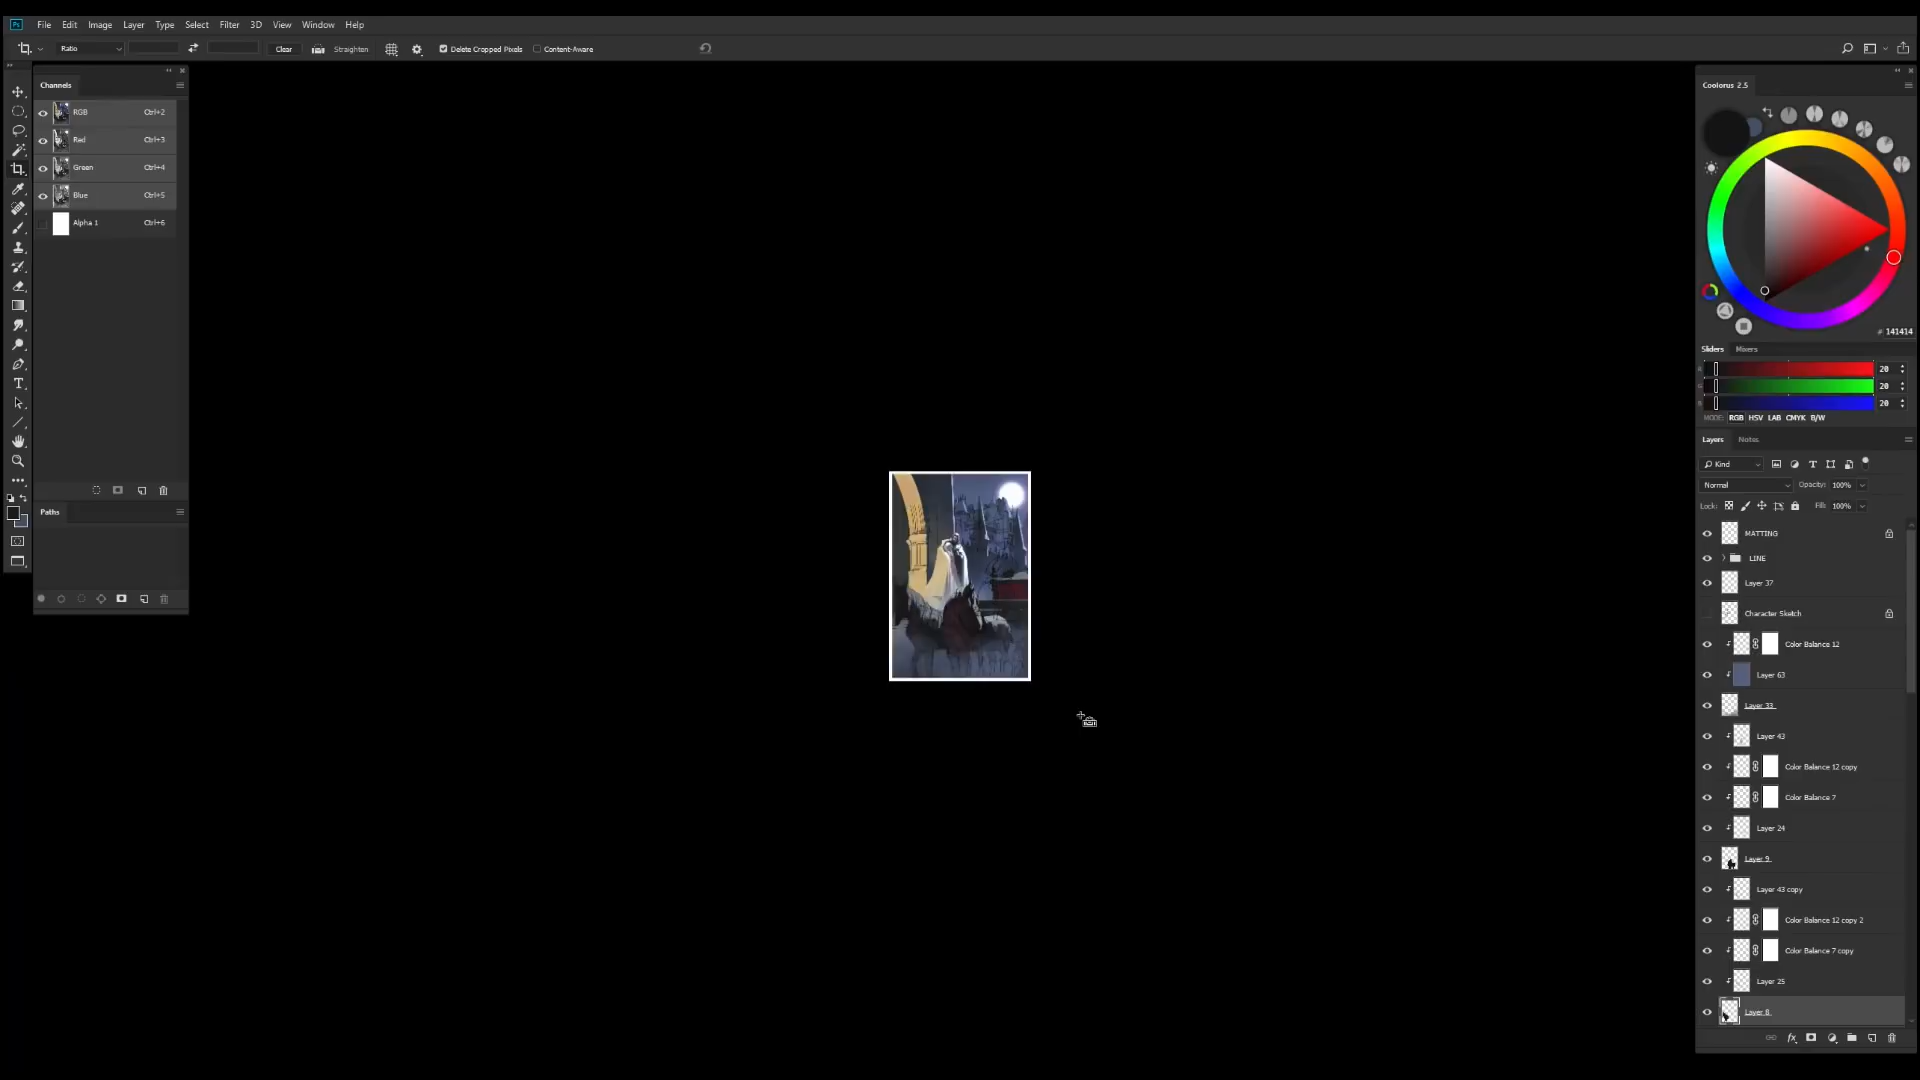 Ps File Edit Image Layer Type Select Filter 3D View Window Help
Ratio Clear Straighten Delete Cropped Pixels Content-Aware
Channels
RGB Ctrl+2
Red Ctrl+3
Green Ctrl+4
Blue Ctrl+5
Alpha 1 Ctrl+6
Paths
Coolorus 2.5
# 141414
Sliders Mixers
R 20
G 20
B 20
MODE: RGB HSV LAB CMYK B/W
Layers Notes
Kind
Normal Opacity: 100%
Lock: Fill: 100%
MATTING
LINE
Layer 37
Character Sketch
Color Balance 12
Layer 63
Layer 33
Layer 43
Color Balance 12 copy
Color Balance 7
Layer 24
Layer 9
Layer 43 copy
Color Balance 12 copy 2
Color Balance 7 copy
Layer 25
Layer 8
fx